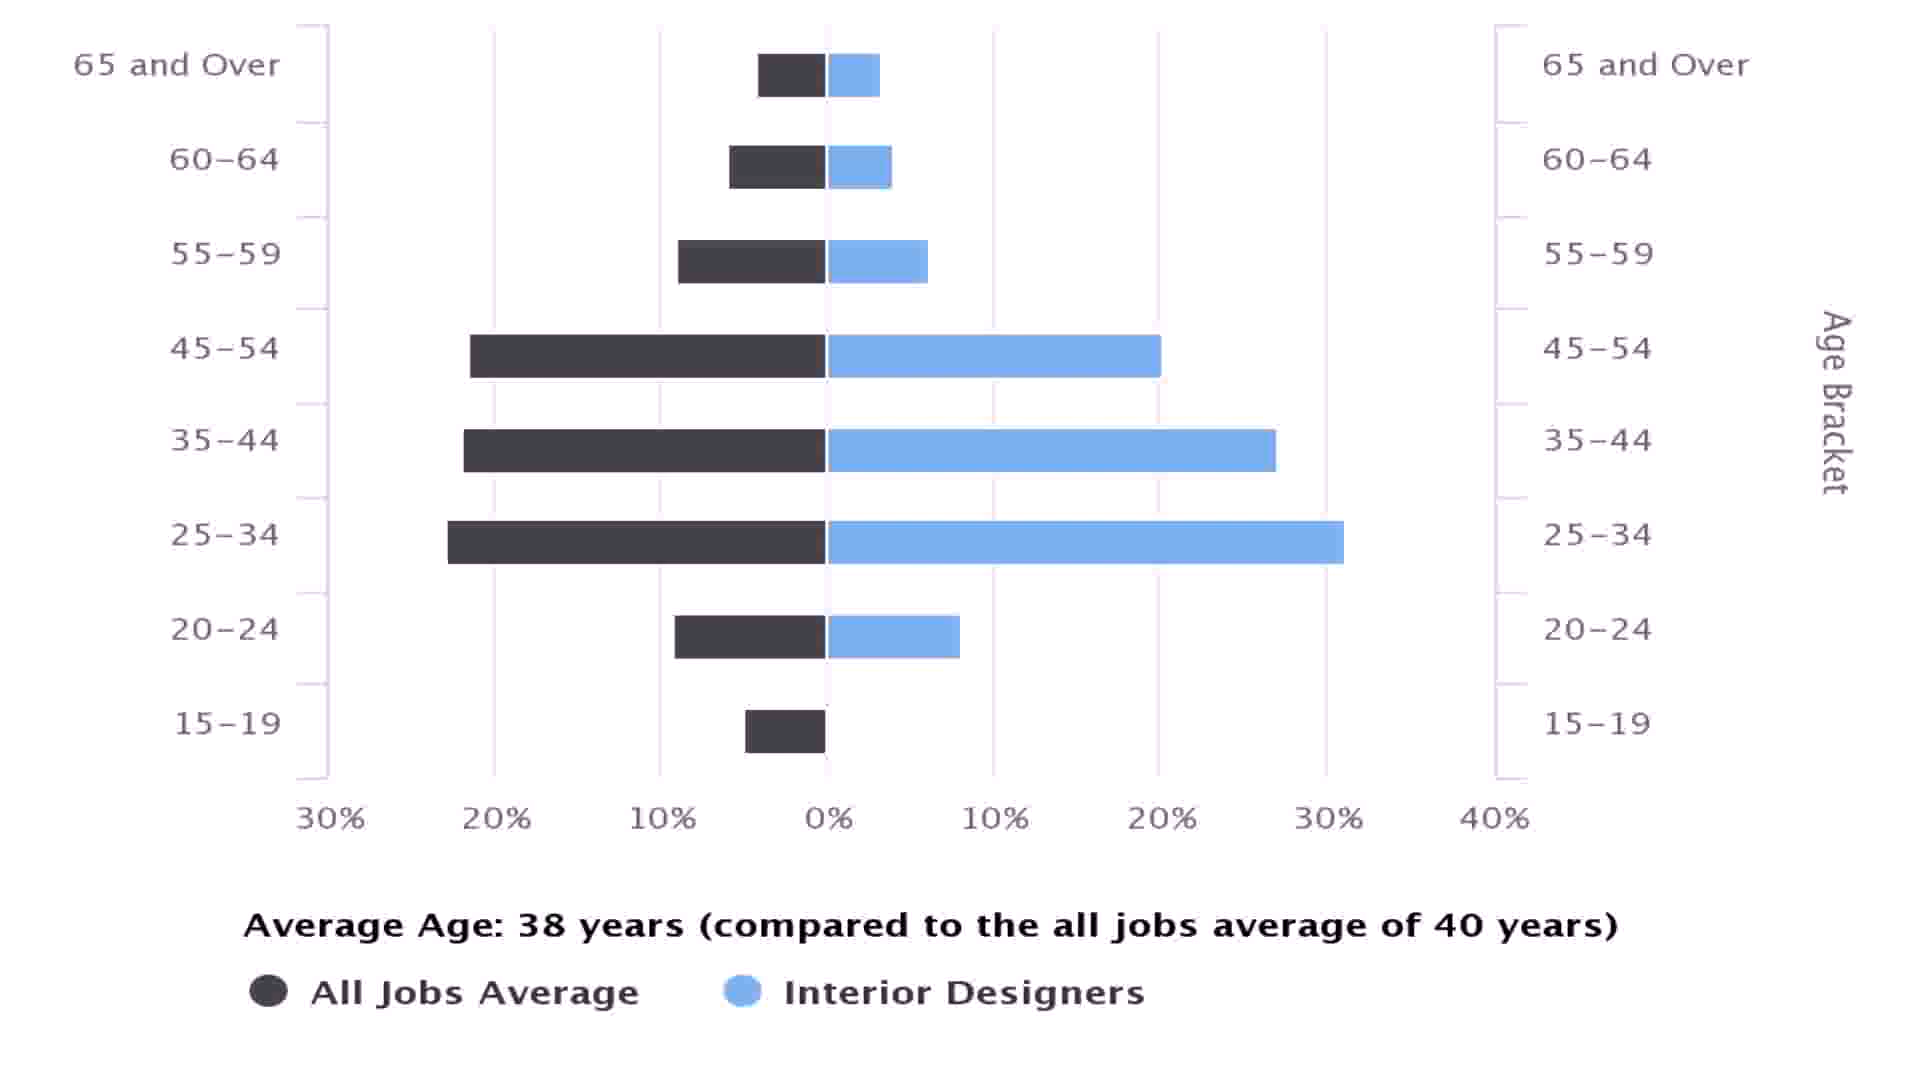 65 and Over 65 and Over
60–64 60–64
55–59 55–59
45–54 45–54
35–44 35–44
25–34 25–34
20–24 20–24
15–19 15–19
Age Bracket
30% 20% 10% 0% 10% 20% 30% 40%
Average Age: 38 years (compared to the all jobs average of 40 years)
All Jobs Average Interior Designers